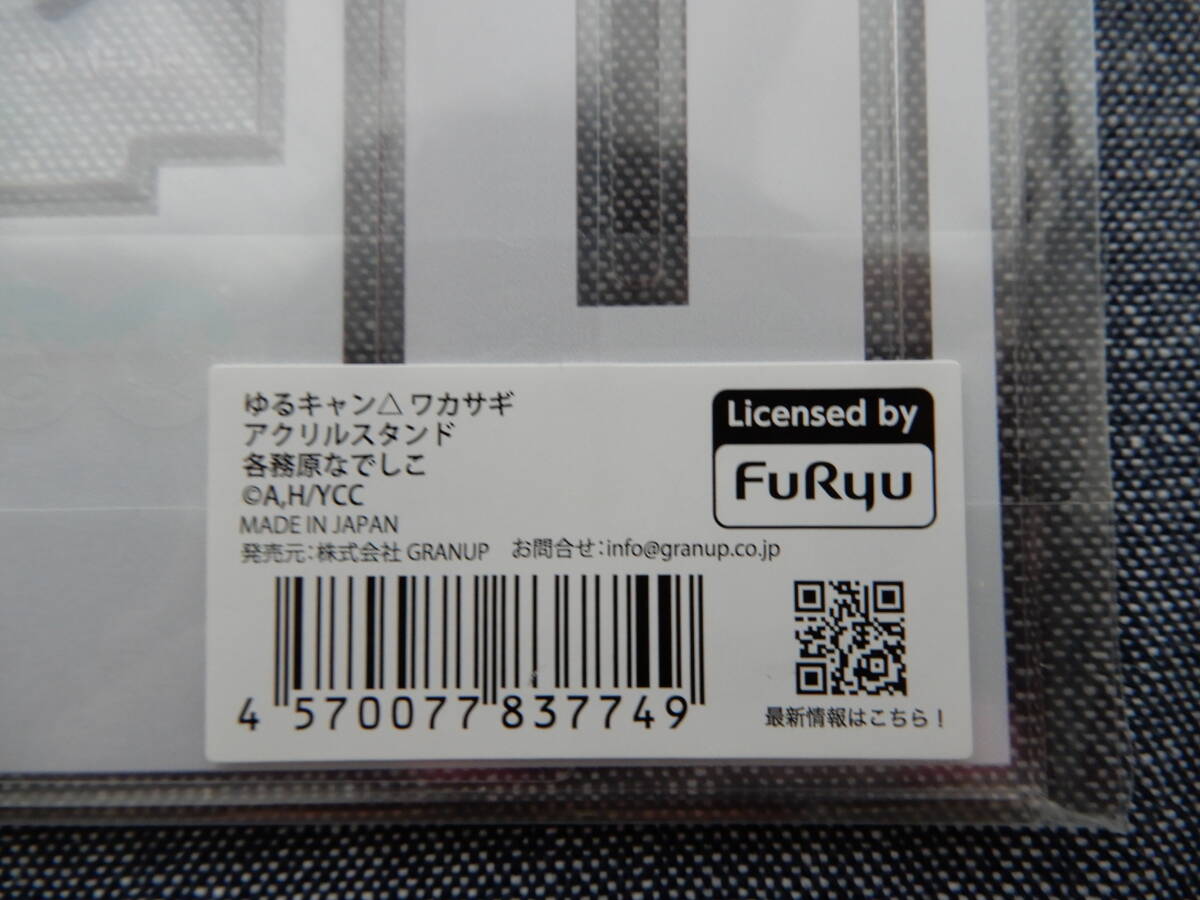 ゆるキャン△ ワカサギ
アクリルスタンド
各務原なでしこ
©A,H/YCC
MADE IN JAPAN
発売元：株式会社 GRANUP お問合せ：info@granup.co.jp
Licensed by
FuRyu
4 570077 837749
最新情報はこちら！